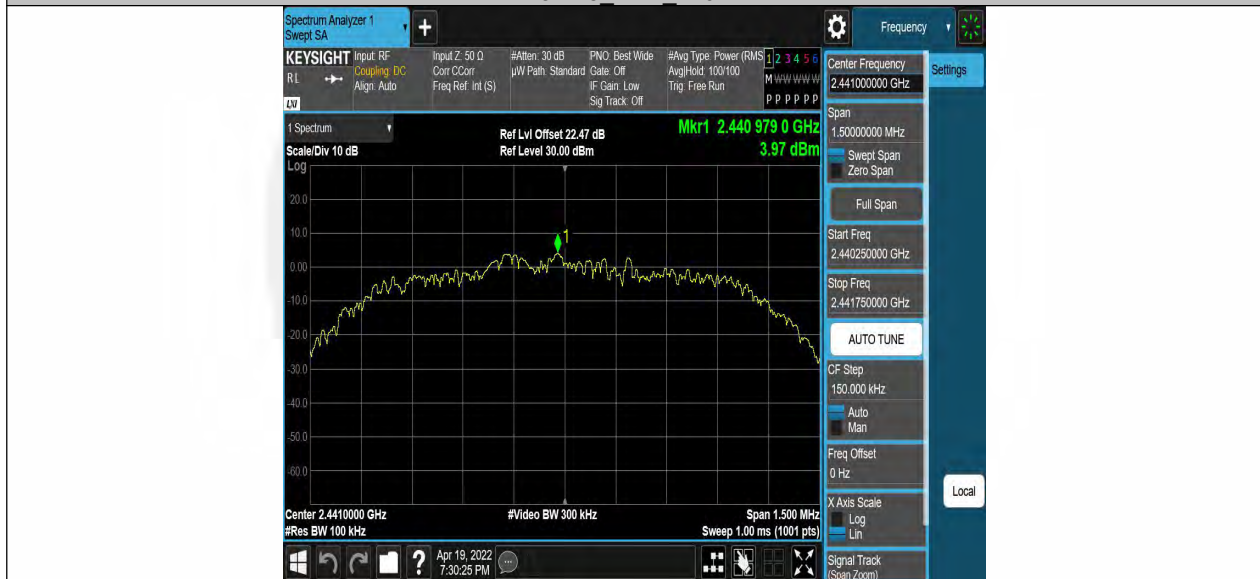 Spectrum Analyzer 1
Swept SA
+
Frequency
KEYSIGHT
Input: RF
Coupling: DC
Align: Auto
Input Z: 50 Ω
Corr CCorr
Freq Ref: Int (S)
#Atten: 30 dB
µW Path: Standard
PNO: Best Wide
Gate: Off
IF Gain: Low
Sig Track: Off
#Avg Type: Power (RMS
Avg|Hold: 100/100
Trig: Free Run
1 2 3 4 5 6
M W W W W W
P P P P P P
RL
LXI
1 Spectrum
Scale/Div 10 dB
Ref Lvl Offset 22.47 dB
Ref Level 30.00 dBm
Mkr1 2.440 979 0 GHz
3.97 dBm
Log
20.0
10.0
0.00
-10.0
-20.0
-30.0
-40.0
-50.0
-60.0
1
Center 2.4410000 GHz
#Res BW 100 kHz
#Video BW 300 kHz
Span 1.500 MHz
Sweep 1.00 ms (1001 pts)
?
Apr 19, 2022
7:30:25 PM
Center Frequency
2.441000000 GHz
Settings
Span
1.50000000 MHz
Swept Span
Zero Span
Full Span
Start Freq
2.440250000 GHz
Stop Freq
2.441750000 GHz
AUTO TUNE
CF Step
150.000 kHz
Auto
Man
Freq Offset
0 Hz
X Axis Scale
Log
Lin
Local
Signal Track
(Span Zoom)